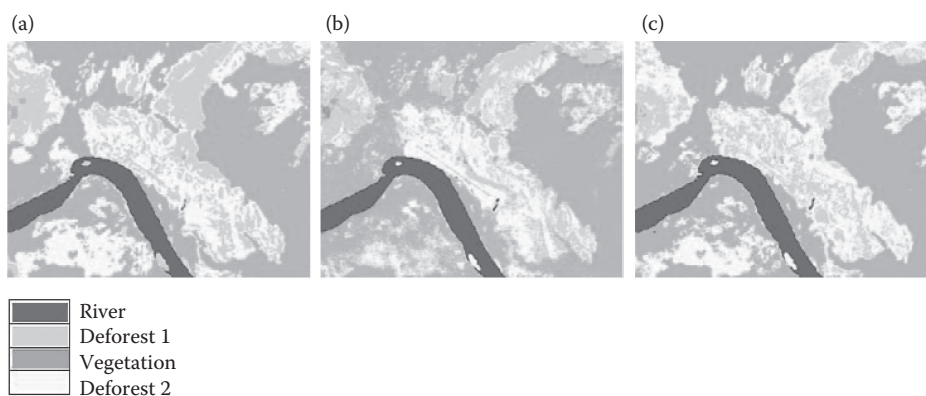 (a)
(b)
(c)
River
Deforest 1
Vegetation
Deforest 2